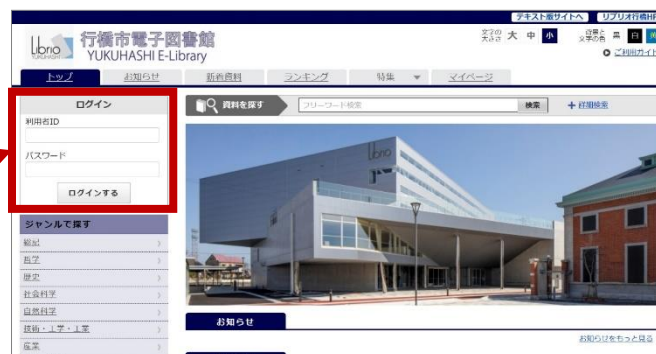 テキスト版サイトへ リブリオ行橋HP
Librio 行橋市電子図書館
YUKUHASHI E-Library
文字の大きさ 大 中 小 背景と文字の色 黒 白 黄
ご利用ガイド
トップ お知らせ 新着資料 ランキング 特集 ▼ マイページ
ログイン
利用者ID
パスワード
ログインする
資料を探す フリーワード検索 検索 + 詳細検索
Librio
ジャンルで探す
総記
哲学
歴史
社会科学
自然科学
技術・工学・工業
産業
お知らせ
お知らせをもっと見る